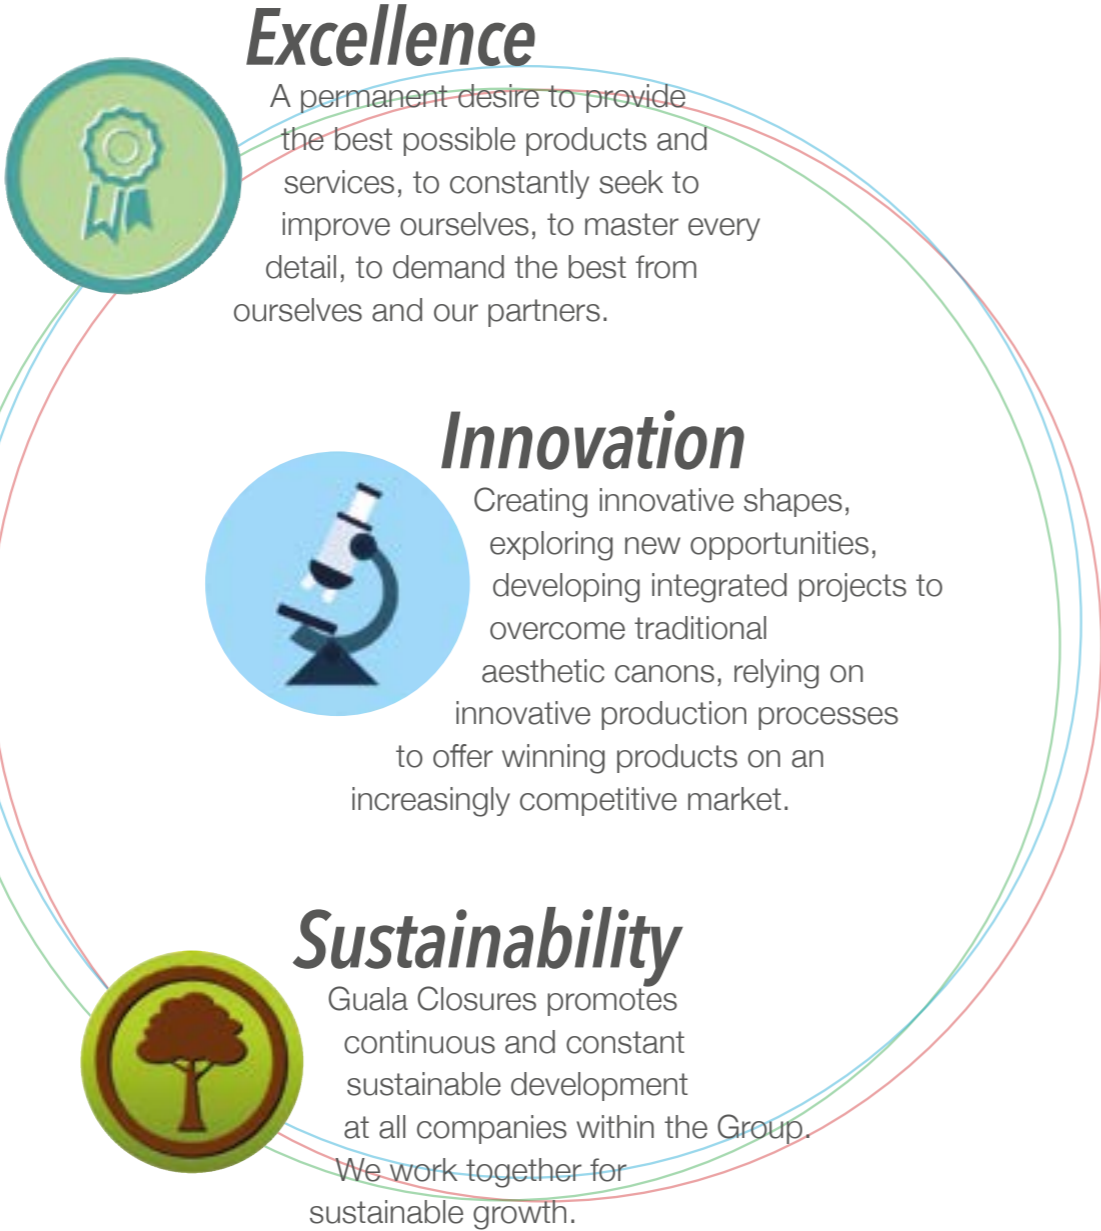 Excellence
A permanent desire to provide
the best possible products and
services, to constantly seek to
improve ourselves, to master every
detail, to demand the best from
ourselves and our partners.
Innovation
Creating innovative shapes,
exploring new opportunities,
developing integrated projects to
overcome traditional
aesthetic canons, relying on
innovative production processes
to offer winning products on an
increasingly competitive market.
Sustainability
Guala Closures promotes
continuous and constant
sustainable development
at all companies within the Group.
We work together for
sustainable growth.